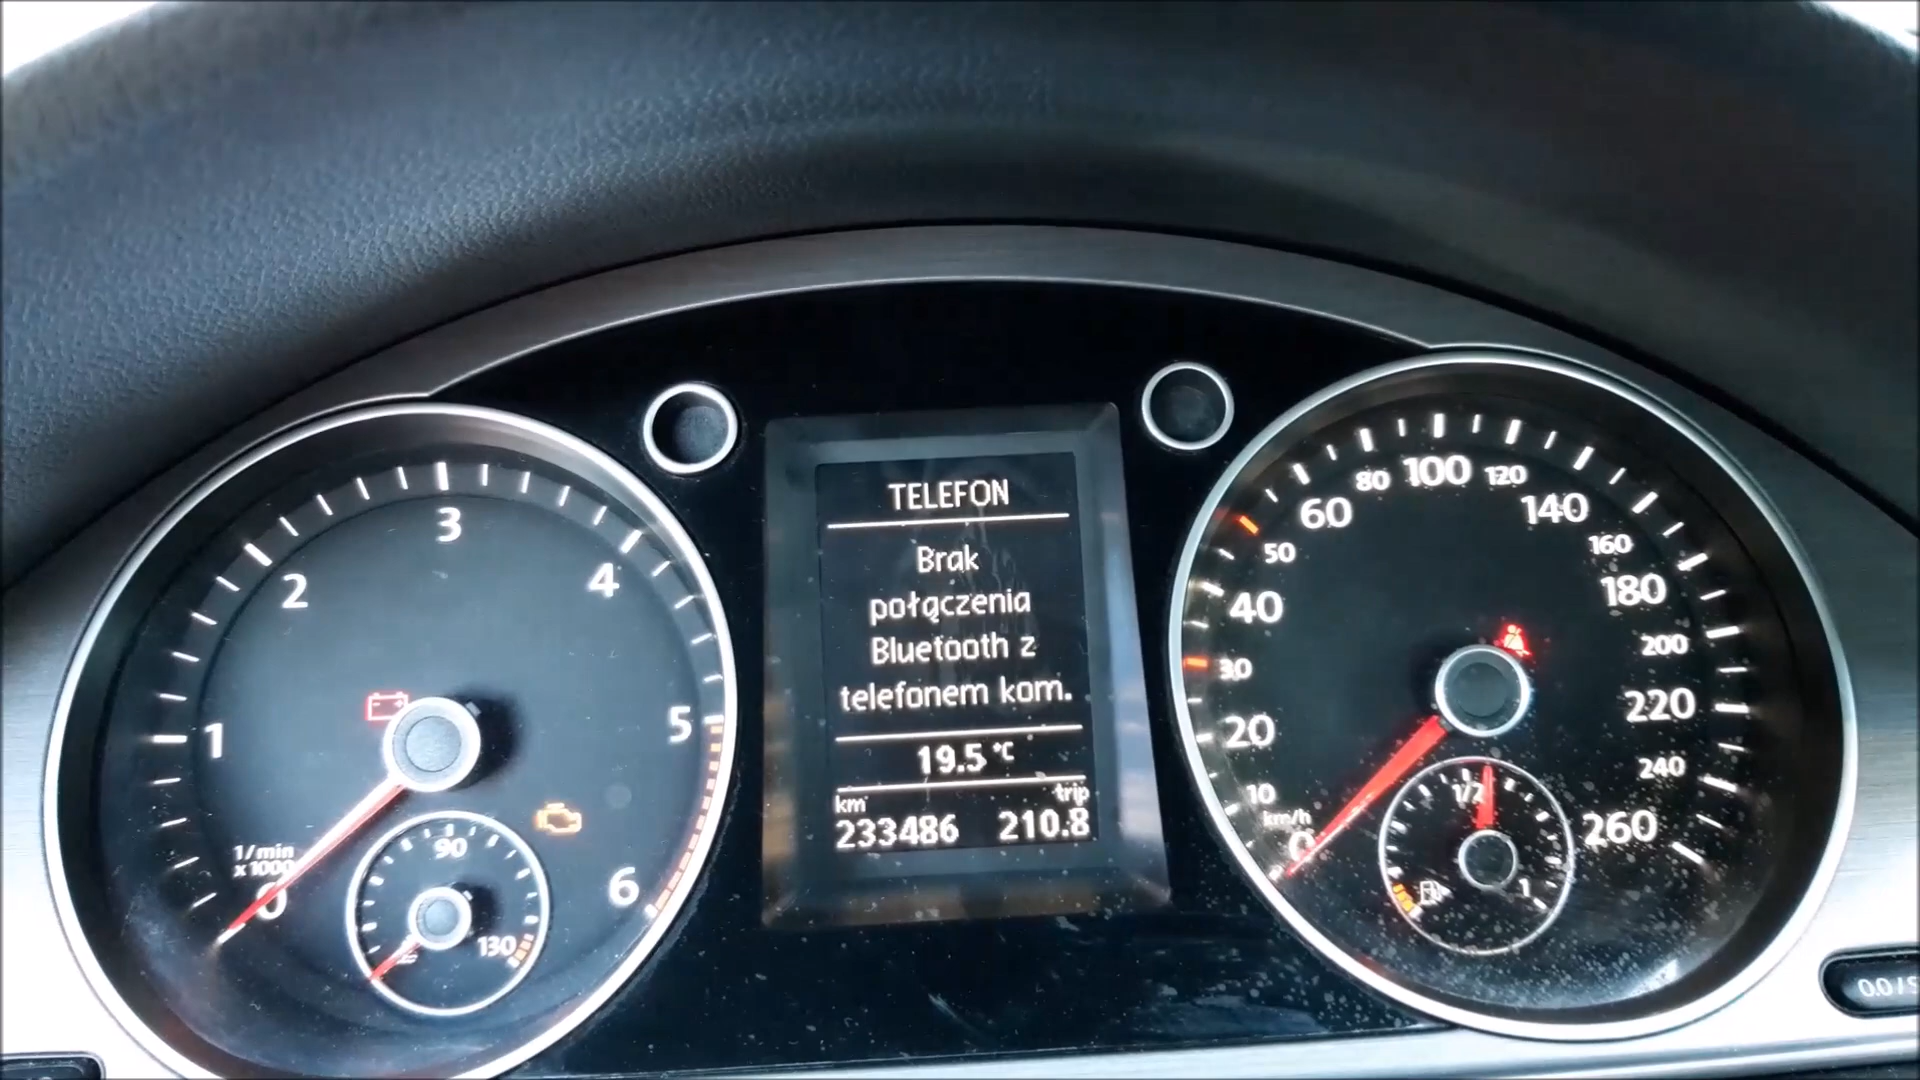 TELEFON
Brak
połączenia
Bluetooth z
telefonem kom.
19.5 °C
km trip
233486 210.8
0 1 2 3 4 5 6
1/min
x1000
90
130
0 10 20 30 40 50 60 80 100 120 140 160 180 200 220 240 260
km/h
1/2
1